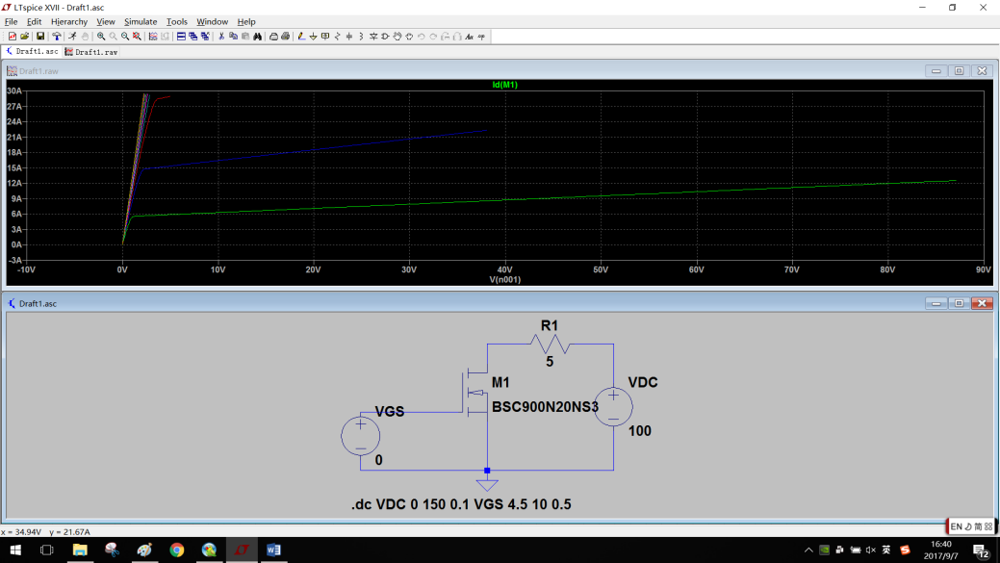 LTspice XVII - Draft1.asc
File Edit Hierarchy View Simulate Tools Window Help
Draft1.asc Draft1.raw
Draft1.raw
Id(M1)
30A
27A
24A
21A
18A
15A
12A
9A
6A
3A
0A
-3A
-10V 0V 10V 20V 30V 40V 50V 60V 70V 80V 90V
V(n001)
Draft1.asc
R1
5
M1
BSC900N20NS3
VDC
100
VGS
0
.dc VDC 0 150 0.1 VGS 4.5 10 0.5
x = 34.94V y = 21.67A
EN 简
英
16:40
2017/9/7
12